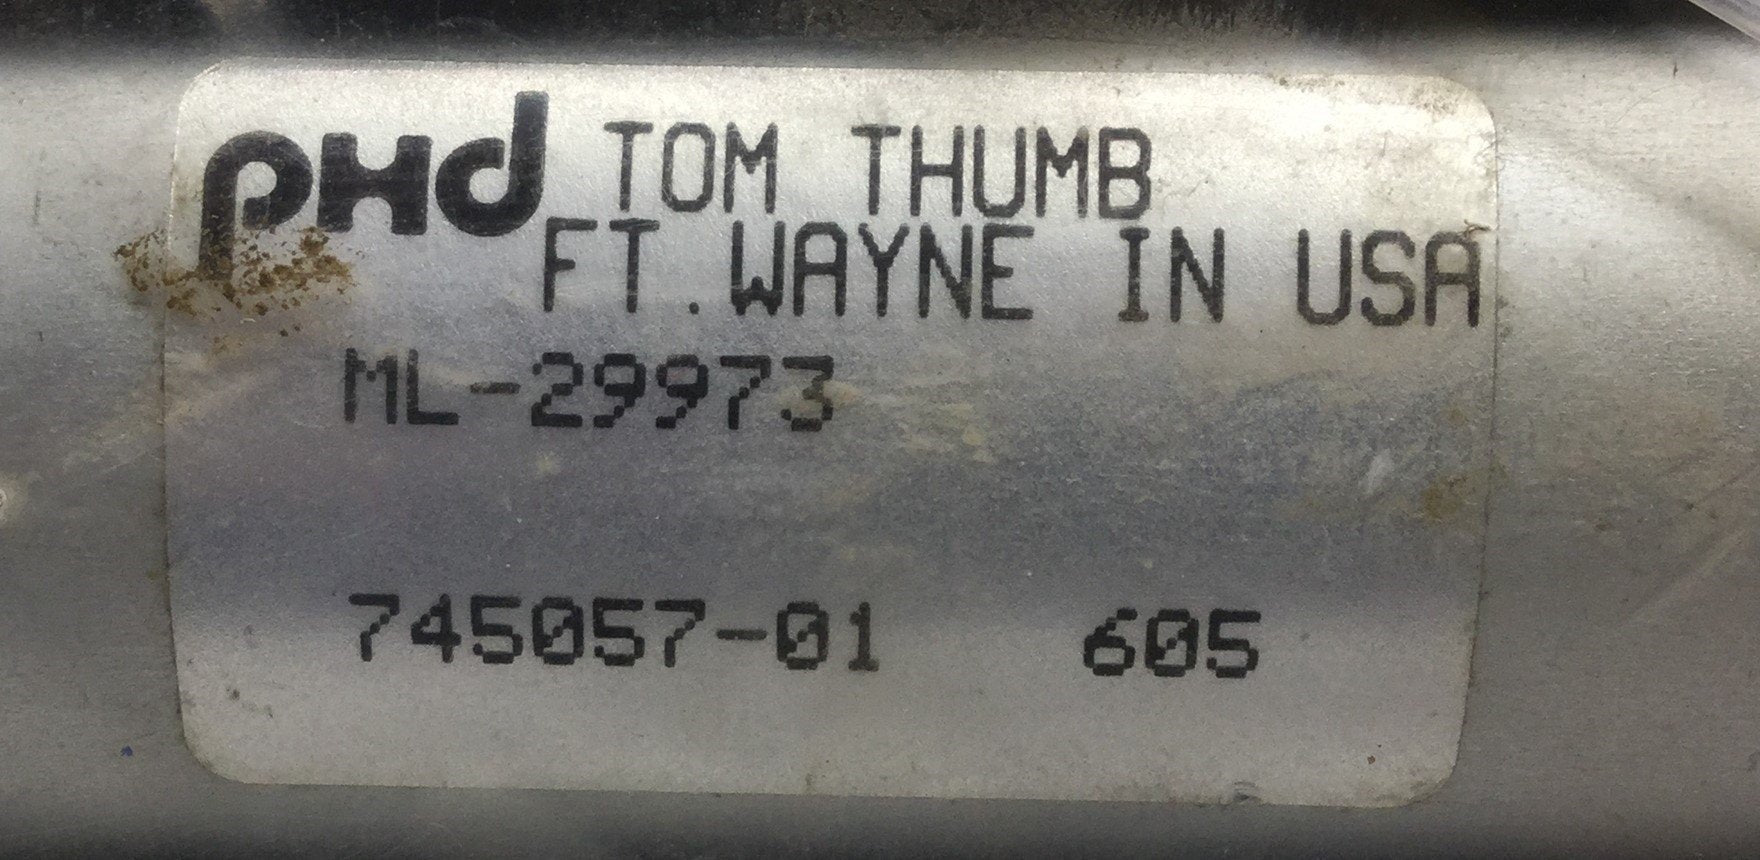 PHD TOM THUMB
FT.WAYNE IN USA
ML-29973
745057-01 605